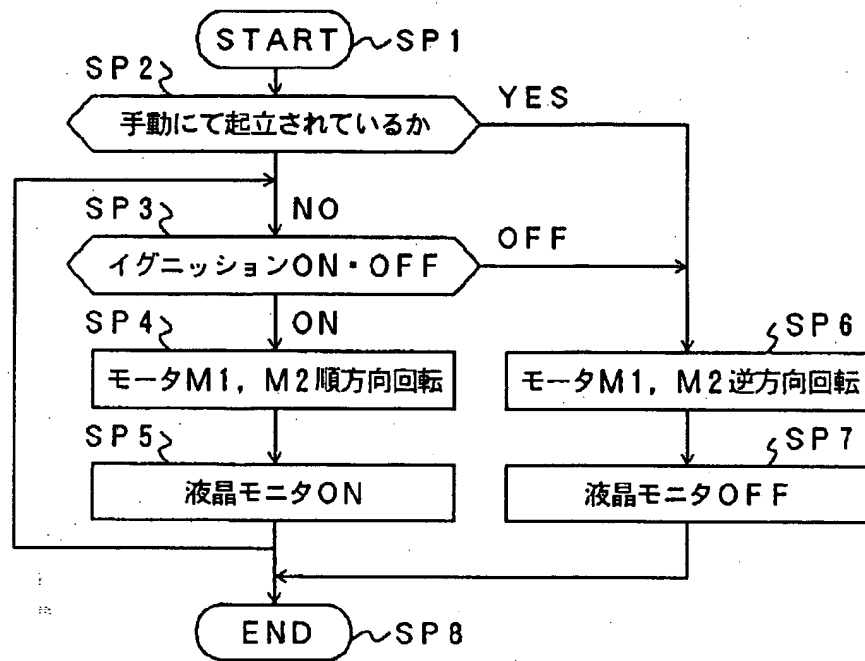 START
SP1
SP2
手動にて起立されているか
YES
NO
SP3
イグニッションON・OFF
OFF
ON
SP4
モータM1，M2順方向回転
SP6
モータM1，M2逆方向回転
SP5
液晶モニタON
SP7
液晶モニタOFF
END
SP8